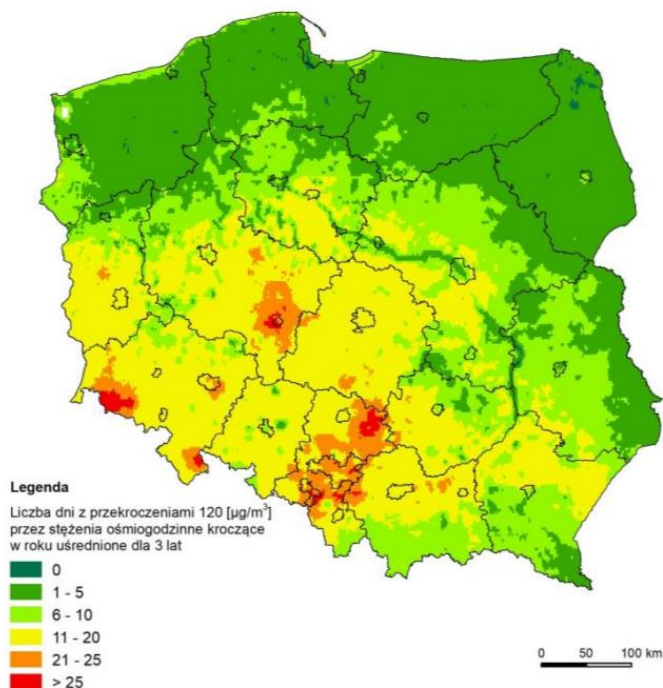 Legenda
Liczba dni z przekroczeniami 120 [µg/m³]
przez stężenia ośmiogodzinne kroczące
w roku uśrednione dla 3 lat
0
1 - 5
6 - 10
11 - 20
21 - 25
> 25
0 50 100 km